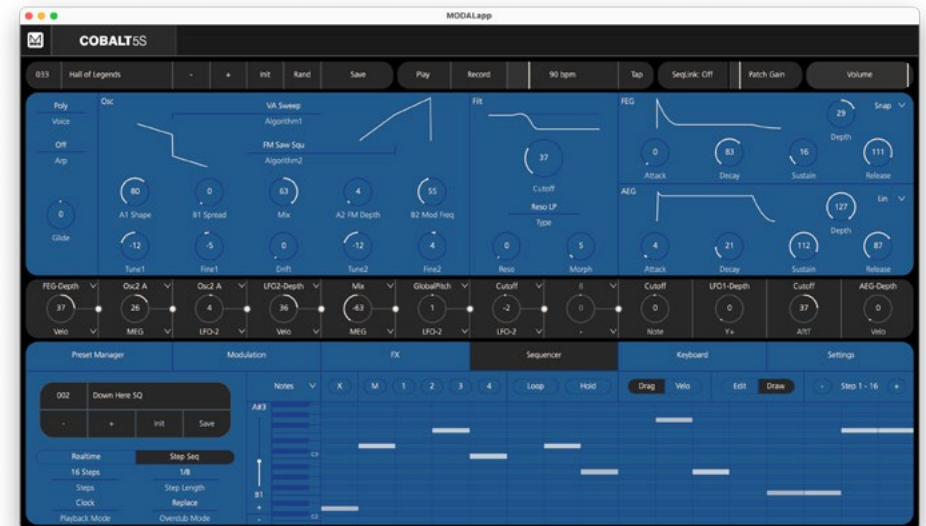 MODALapp
COBALT5S
033 Hall of Legends - + Init Rand Save Play Record 90 bpm Tap SeqLink: Off Patch Gain Volume
Poly
Voice
Off
Arp
0
Glide
Osc
VA Sweep
Algorithm1
FM Saw Squ
Algorithm2
80 0 63 4 55
A1 Shape B1 Spread Mix A2 FM Depth B2 Mod Freq
-12 -5 0 -12 4
Tune1 Fine1 Drift Tune2 Fine2
Filt
37
Cutoff
Reso LP
Type
0 5
Reso Morph
FEG
29
Depth
Snap
0 83 16 111
Attack Decay Sustain Release
AEG
127
Depth
Lin
4 21 112 87
Attack Decay Sustain Release
FEG-Depth Osc2 A Osc2 A LFO2-Depth Mix GlobalPitch Cutoff Cutoff LFO1-Depth Cutoff AEG-Depth
37 26 4 36 -63 1 -2 0 0 0 37 0
Velo MEG LFO-2 Velo MEG LFO-2 LFO-2 - Note Y+ AftT Velo
Preset Manager Modulation FX Sequencer Keyboard Settings
002 Down Here SQ
- + Init Save
Realtime Step Seq
16 Steps 1/8
Steps Step Length
Clock Replace
Playback Mode Overdub Mode
Notes X M 1 2 3 4 Loop Hold Drag Velo Edit Draw - Step 1 - 16 +
A#3
C3
B1
+
-
C2